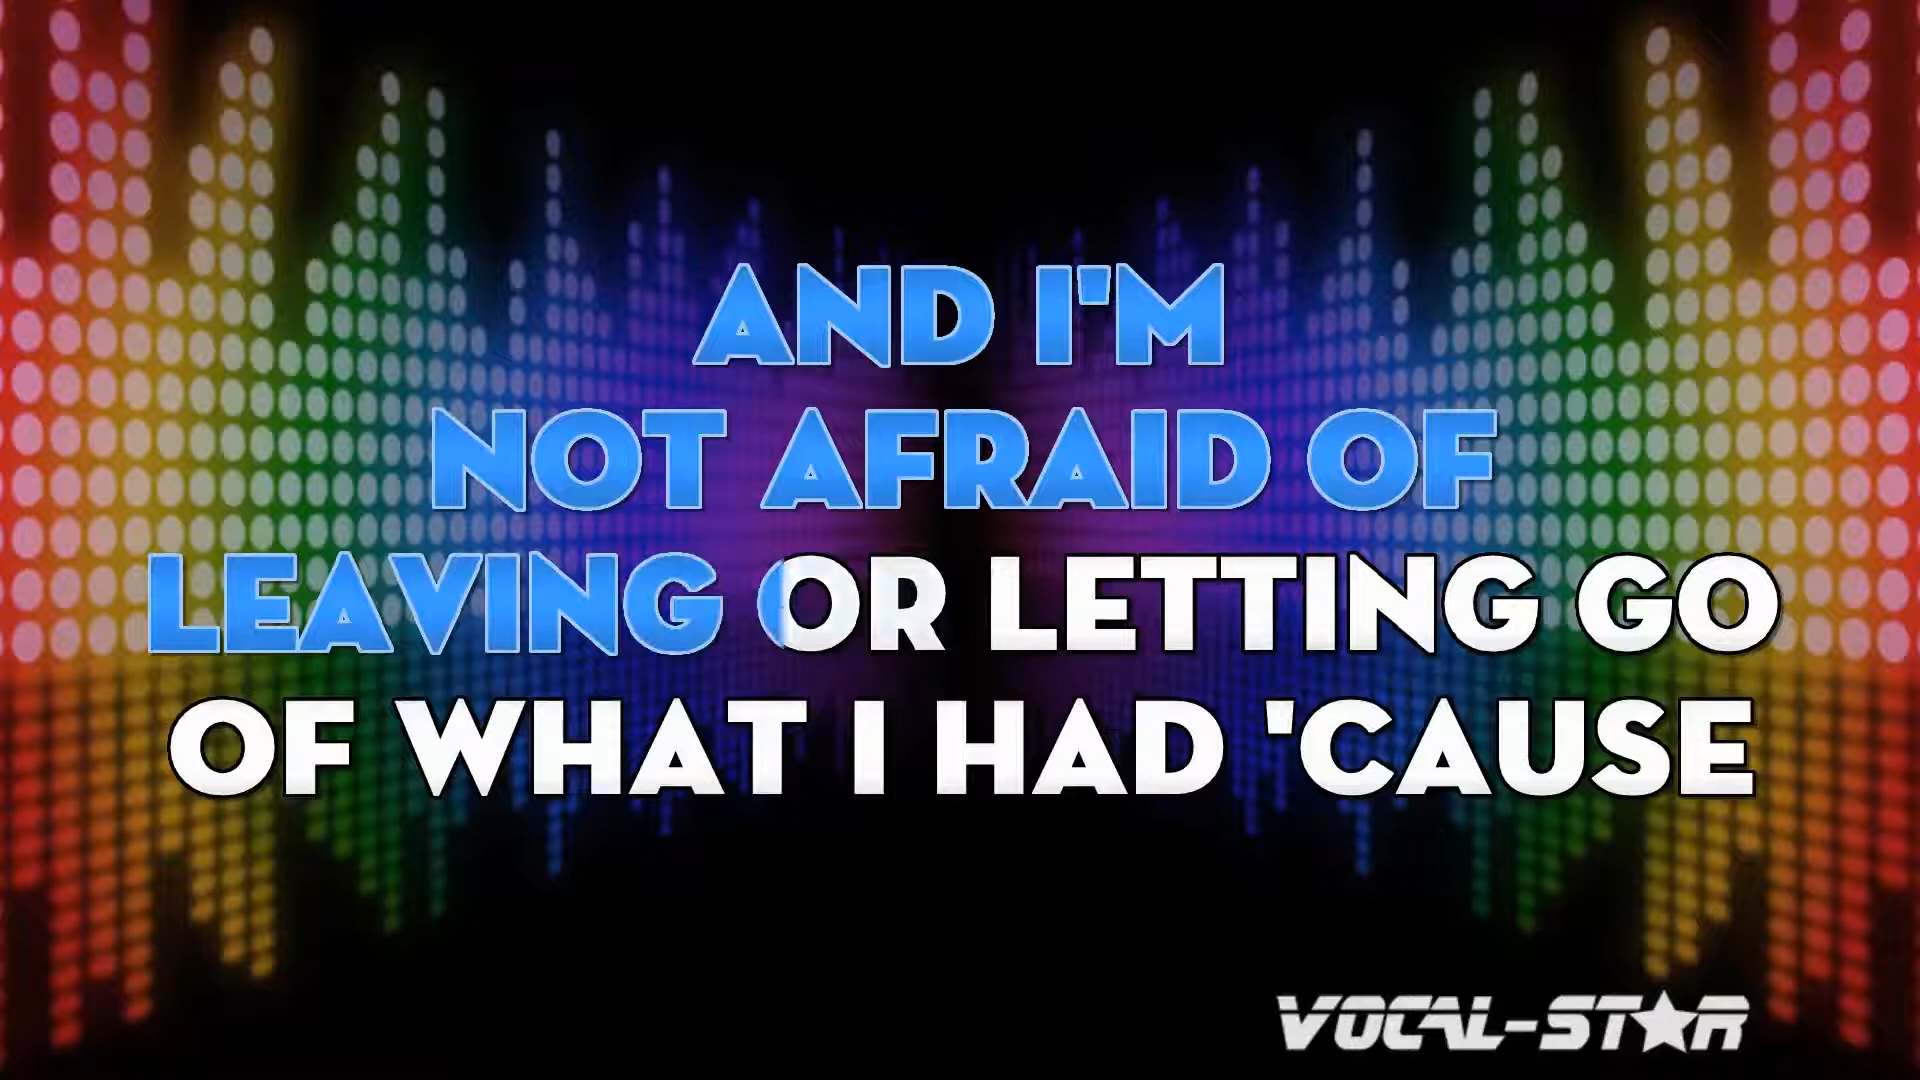 AND I'M
NOT AFRAID OF
LEAVING OR LETTING GO
OF WHAT I HAD 'CAUSE
VOCAL-STAR